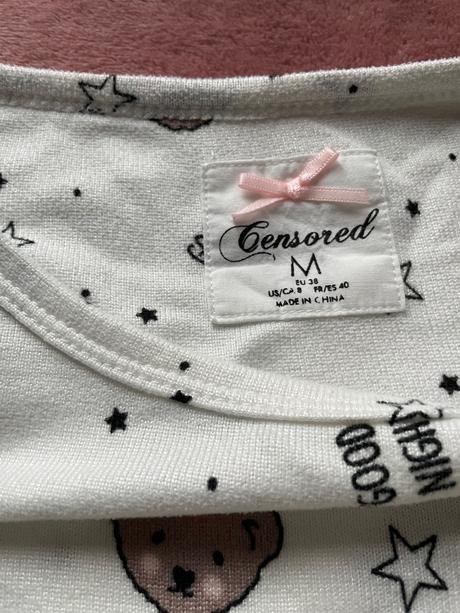 Censored
M
EU 38
US/CA 8 FR/ES 40
MADE IN CHINA
GOOD
NIGHT